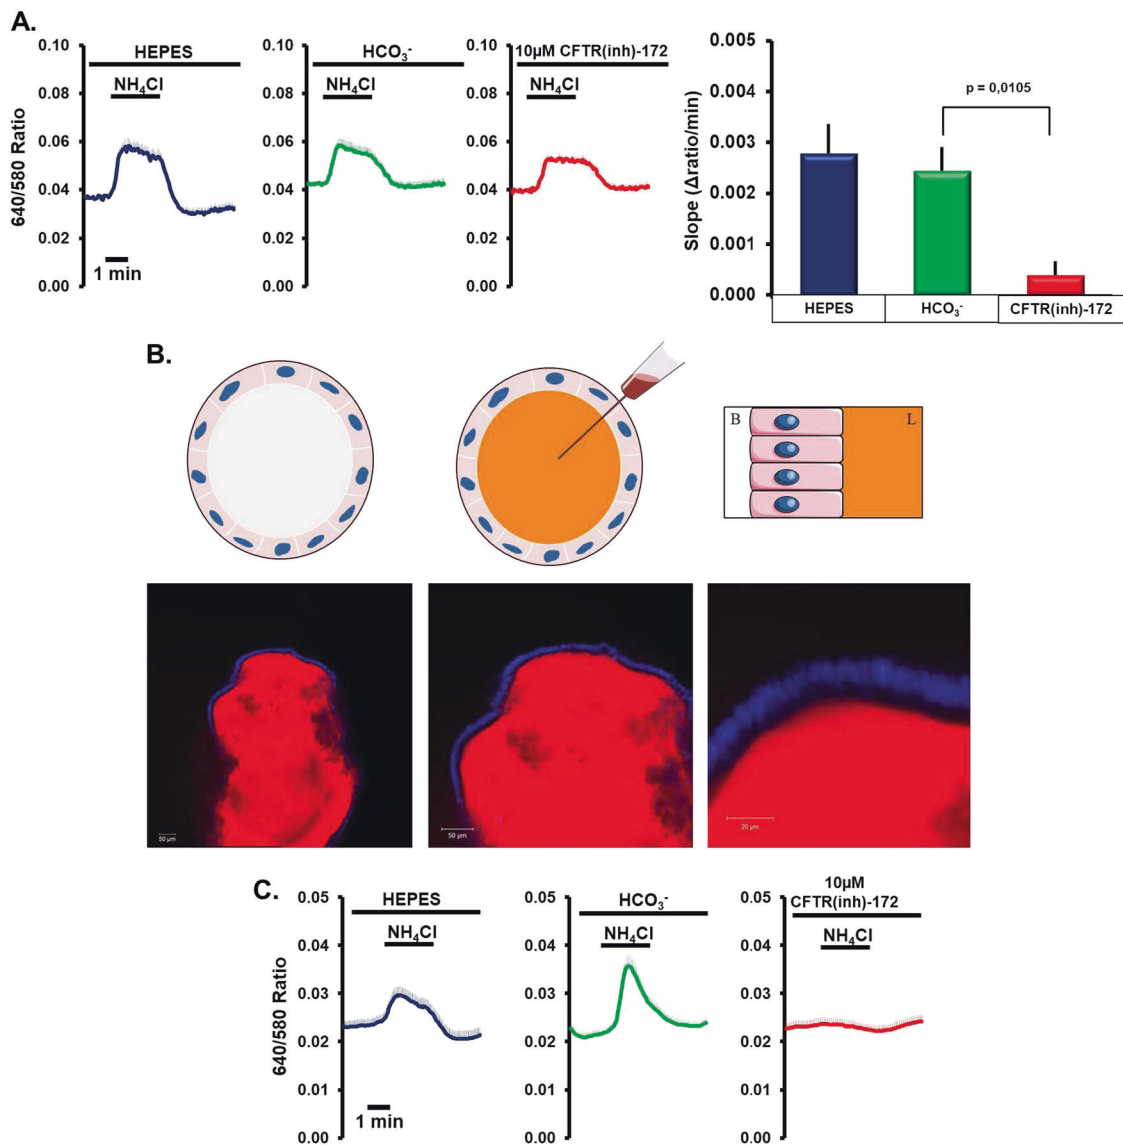 A.
HEPES
NH₄Cl
640/580 Ratio
0.10
0.08
0.06
0.04
0.02
0.00
1 min
HCO₃⁻
NH₄Cl
0.10
0.08
0.06
0.04
0.02
0.00
10µM CFTR(inh)-172
NH₄Cl
0.10
0.08
0.06
0.04
0.02
0.00
Slope (Δratio/min)
0.005
0.004
0.003
0.002
0.001
0.000
p = 0,0105
HEPES
HCO₃⁻
CFTR(inh)-172
B.
B
L
50 µm
50 µm
20 µm
C.
HEPES
NH₄Cl
640/580 Ratio
0.05
0.04
0.03
0.02
0.01
0.00
1 min
HCO₃⁻
NH₄Cl
0.05
0.04
0.03
0.02
0.01
0.00
10µM
CFTR(inh)-172
NH₄Cl
0.05
0.04
0.03
0.02
0.01
0.00